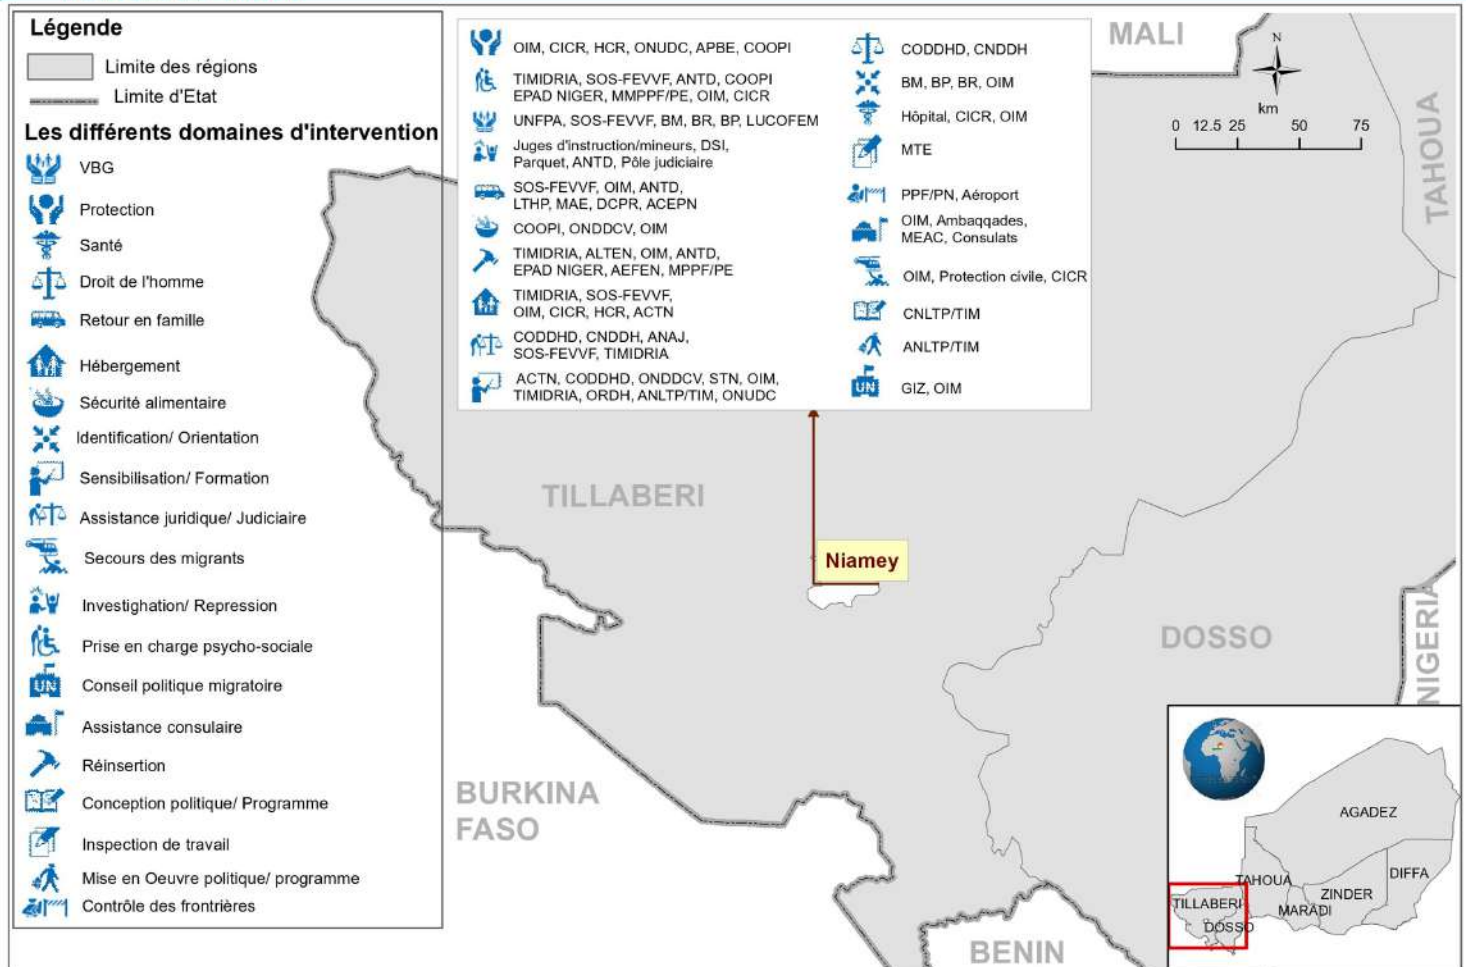 Légende
Limite des régions
Limite d'Etat
Les différents domaines d'intervention
VBG
Protection
Santé
Droit de l'homme
Retour en famille
Hébergement
Sécurité alimentaire
Identification/ Orientation
Sensibilisation/ Formation
Assistance juridique/ Judiciaire
Secours des migrants
Investighation/ Repression
Prise en charge psycho-sociale
UN
Conseil politique migratoire
Assistance consulaire
Réinsertion
Conception politique/ Programme
Inspection de travail
Mise en Oeuvre politique/ programme
Contrôle des frontrières
OIM, CICR, HCR, ONUDC, APBE, COOPI
TIMIDRIA, SOS-FEVVF, ANTD, COOPI
EPAD NIGER, MMPPF/PE, OIM, CICR
UNFPA, SOS-FEVVF, BM, BR, BP, LUCOFEM
Juges d'instruction/mineurs, DSI,
Parquet, ANTD, Pôle judiciaire
SOS-FEVVF, OIM, ANTD,
LTHP, MAE, DCPR, ACEPN
COOPI, ONDDCV, OIM
TIMIDRIA, ALTEN, OIM, ANTD,
EPAD NIGER, AEFEN, MPPF/PE
TIMIDRIA, SOS-FEVVF,
OIM, CICR, HCR, ACTN
CODDHD, CNDDH, ANAJ,
SOS-FEVVF, TIMIDRIA
ACTN, CODDHD, ONDDCV, STN, OIM,
TIMIDRIA, ORDH, ANLTP/TIM, ONUDC
CODDHD, CNDDH
BM, BP, BR, OIM
Hôpital, CICR, OIM
MTE
PPF/PN, Aéroport
OIM, Ambaqqades,
MEAC, Consulats
OIM, Protection civile, CICR
CNLTP/TIM
ANLTP/TIM
UN
GIZ, OIM
MALI
N
km
0 12.5 25 50 75
TAHOUA
TILLABERI
Niamey
DOSSO
NIGERIA
BURKINA
FASO
BENIN
AGADEZ
TAHOUA
DIFFA
ZINDER
MARADI
TILLABERI
DOSSO